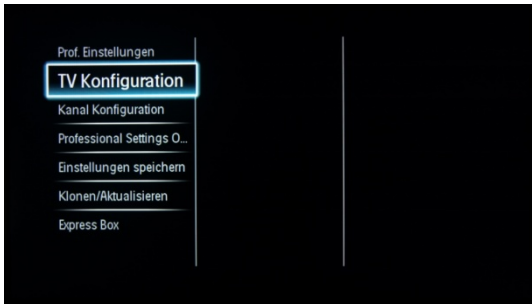 Prof. Einstellungen
TV Konfiguration
Kanal Konfiguration
Professional Settings O...
Einstellungen speichern
Klonen/Aktualisieren
Express Box